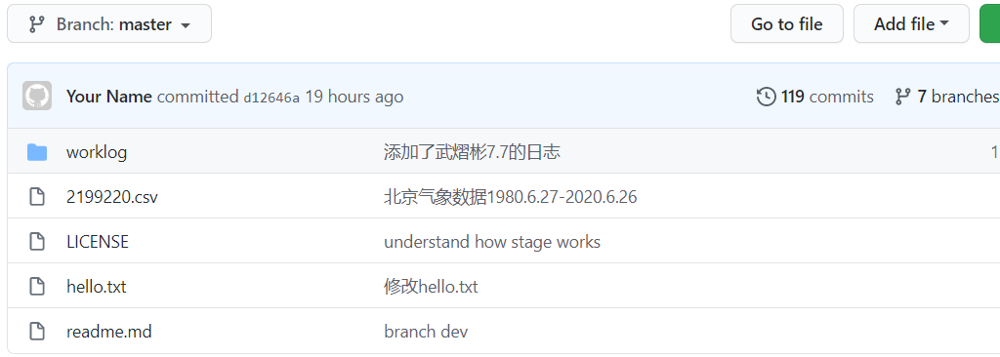 Branch: master
Go to file
Add file
Your Name committed d12646a 19 hours ago
119 commits
7 branches
worklog 添加了武熠彬7.7的日志 1
2199220.csv 北京气象数据1980.6.27-2020.6.26
LICENSE understand how stage works
hello.txt 修改hello.txt
readme.md branch dev